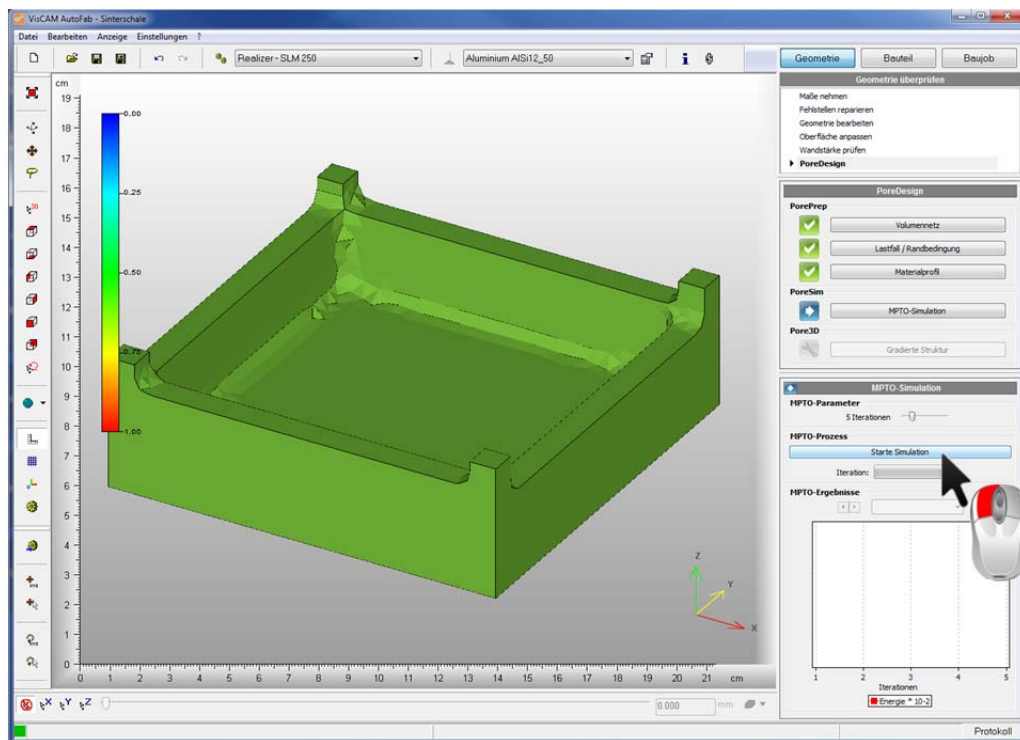 VisCAM AutoFab - Sinterschale
Datei Bearbeiten Anzeige Einstellungen ?
Realizer - SLM 250
Aluminium AlSi12_50
Geometrie Bauteil Baujob
Geometrie überprüfen
Maße nehmen
Fehlstellen reparieren
Geometrie bearbeiten
Oberfläche anpassen
Wandstärke prüfen
PoreDesign
PoreDesign
PorePrep
Volumennetz
Lastfall / Randbedingung
Materialprofil
PoreSim
MPTO-Simulation
Pore3D
Gradierte Struktur
MPTO-Simulation
MPTO-Parameter
5 Iterationen
MPTO-Prozess
Starte Simulation
Iteration:
MPTO-Ergebnisse
1 2 3 4 5
Iterationen
Energie * 10-2
cm
19
18
17
16
15
14
13
12
11
10
9
8
7
6
5
4
3
2
1
0
0.00
0.25
0.50
0.75
1.00
Z
Y
X
0 1 2 3 4 5 6 7 8 9 10 11 12 13 14 15 16 17 18 19 20 21 cm
X Y Z
0.000 mm
Protokoll